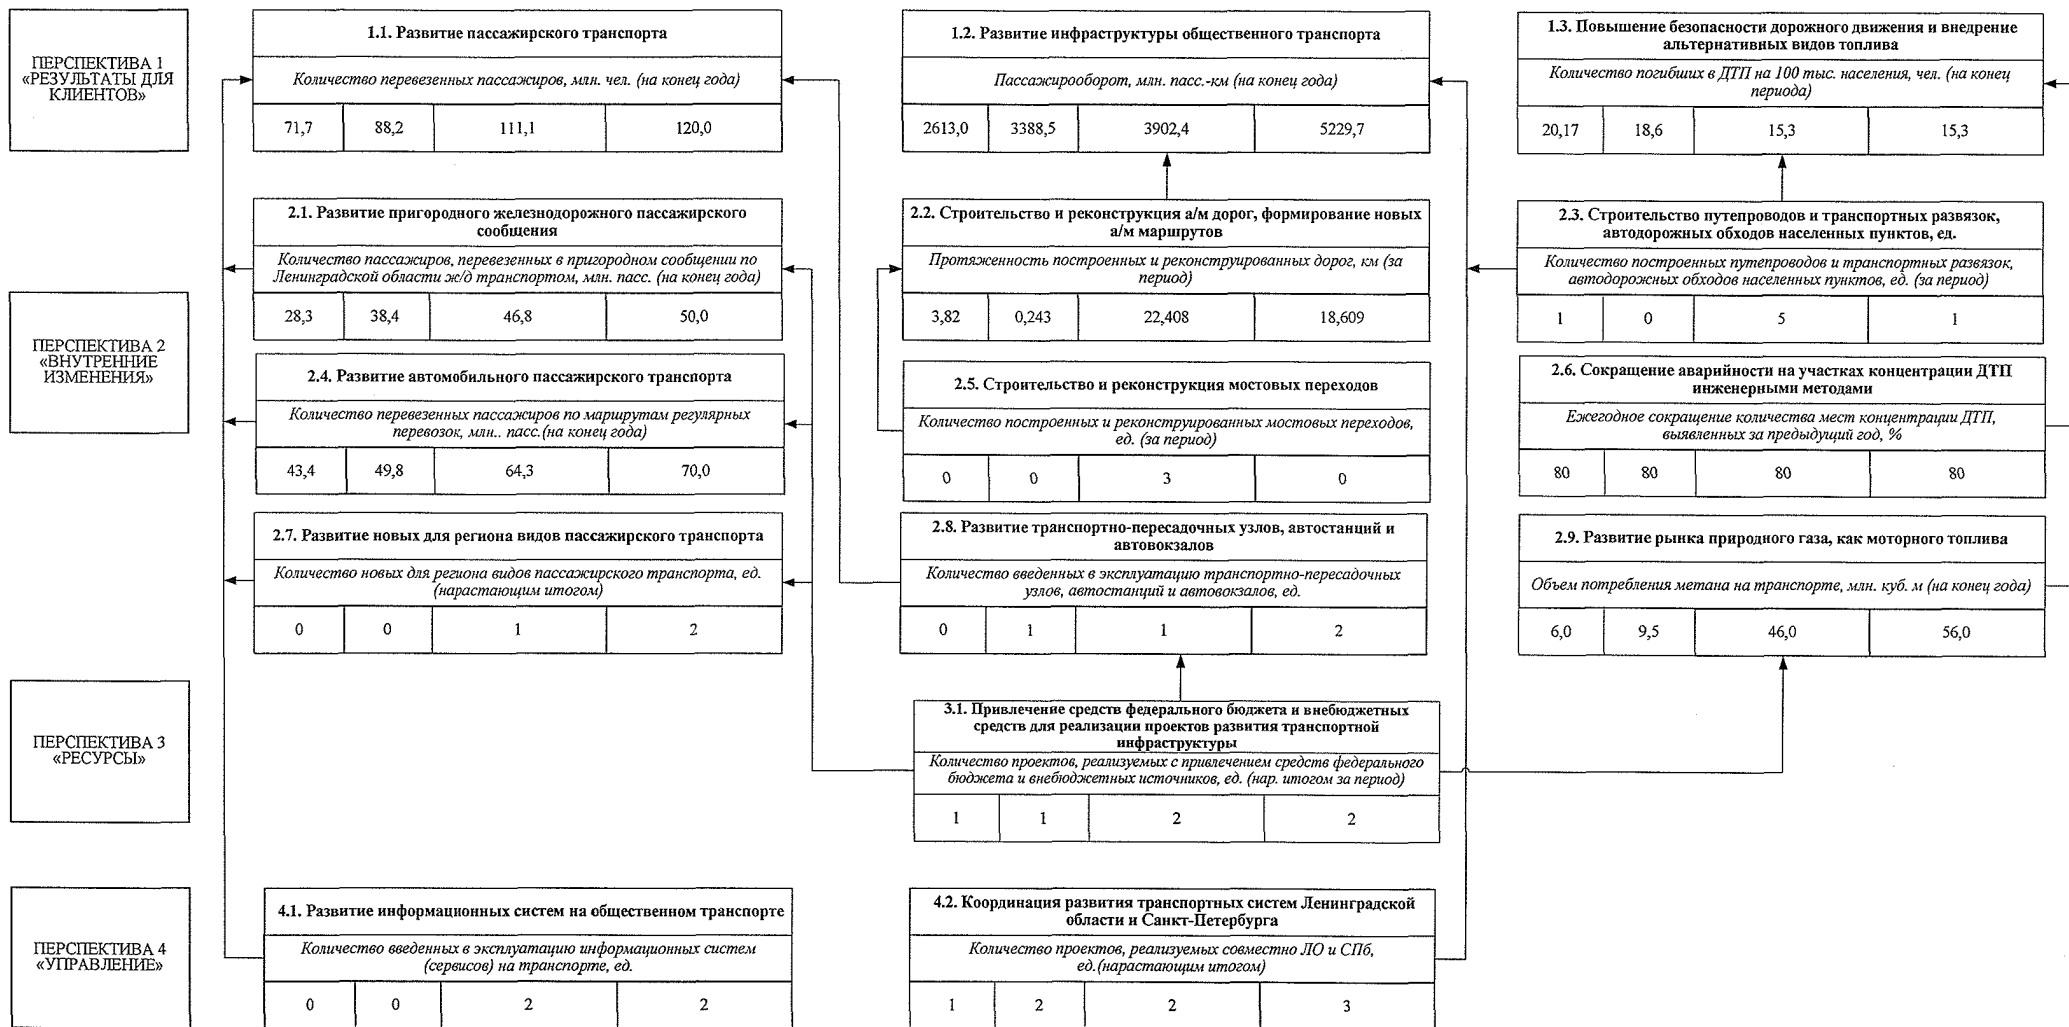 ПЕРСПЕКТИВА 1
«РЕЗУЛЬТАТЫ ДЛЯ
КЛИЕНТОВ»
1.1. Развитие пассажирского транспорта
Количество перевезенных пассажиров, млн. чел. (на конец года)
71,7 88,2 111,1 120,0
1.2. Развитие инфраструктуры общественного транспорта
Пассажирооборот, млн. пасс.-км (на конец года)
2613,0 3388,5 3902,4 5229,7
1.3. Повышение безопасности дорожного движения и внедрение
альтернативных видов топлива
Количество погибших в ДТП на 100 тыс. населения, чел. (на конец
периода)
20,17 18,6 15,3 15,3
ПЕРСПЕКТИВА 2
«ВНУТРЕННИЕ
ИЗМЕНЕНИЯ»
2.1. Развитие пригородного железнодорожного пассажирского
сообщения
Количество пассажиров, перевезенных в пригородном сообщении по
Ленинградской области ж/д транспортом, млн. пасс. (на конец года)
28,3 38,4 46,8 50,0
2.2. Строительство и реконструкция а/м дорог, формирование новых
а/м маршрутов
Протяженность построенных и реконструированных дорог, км (за
период)
3,82 0,243 22,408 18,609
2.3. Строительство путепроводов и транспортных развязок,
автодорожных обходов населенных пунктов, ед.
Количество построенных путепроводов и транспортных развязок,
автодорожных обходов населенных пунктов, ед. (за период)
1 0 5 1
2.4. Развитие автомобильного пассажирского транспорта
Количество перевезенных пассажиров по маршрутам регулярных
перевозок, млн.. пасс.(на конец года)
43,4 49,8 64,3 70,0
2.5. Строительство и реконструкция мостовых переходов
Количество построенных и реконструированных мостовых переходов,
ед. (за период)
0 0 3 0
2.6. Сокращение аварийности на участках концентрации ДТП
инженерными методами
Ежегодное сокращение количества мест концентрации ДТП,
выявленных за предыдущий год, %
80 80 80 80
2.7. Развитие новых для региона видов пассажирского транспорта
Количество новых для региона видов пассажирского транспорта, ед.
(нарастающим итогом)
0 0 1 2
2.8. Развитие транспортно-пересадочных узлов, автостанций и
автовокзалов
Количество введенных в эксплуатацию транспортно-пересадочных
узлов, автостанций и автовокзалов, ед.
0 1 1 2
2.9. Развитие рынка природного газа, как моторного топлива
Объем потребления метана на транспорте, млн. куб. м (на конец года)
6,0 9,5 46,0 56,0
ПЕРСПЕКТИВА 3
«РЕСУРСЫ»
3.1. Привлечение средств федерального бюджета и внебюджетных
средств для реализации проектов развития транспортной
инфраструктуры
Количество проектов, реализуемых с привлечением средств федерального
бюджета и внебюджетных источников, ед. (нар. итогом за период)
1 1 2 2
ПЕРСПЕКТИВА 4
«УПРАВЛЕНИЕ»
4.1. Развитие информационных систем на общественном транспорте
Количество введенных в эксплуатацию информационных систем
(сервисов) на транспорте, ед.
0 0 2 2
4.2. Координация развития транспортных систем Ленинградской
области и Санкт-Петербурга
Количество проектов, реализуемых совместно ЛО и СПб,
ед.(нарастающим итогом)
1 2 2 3